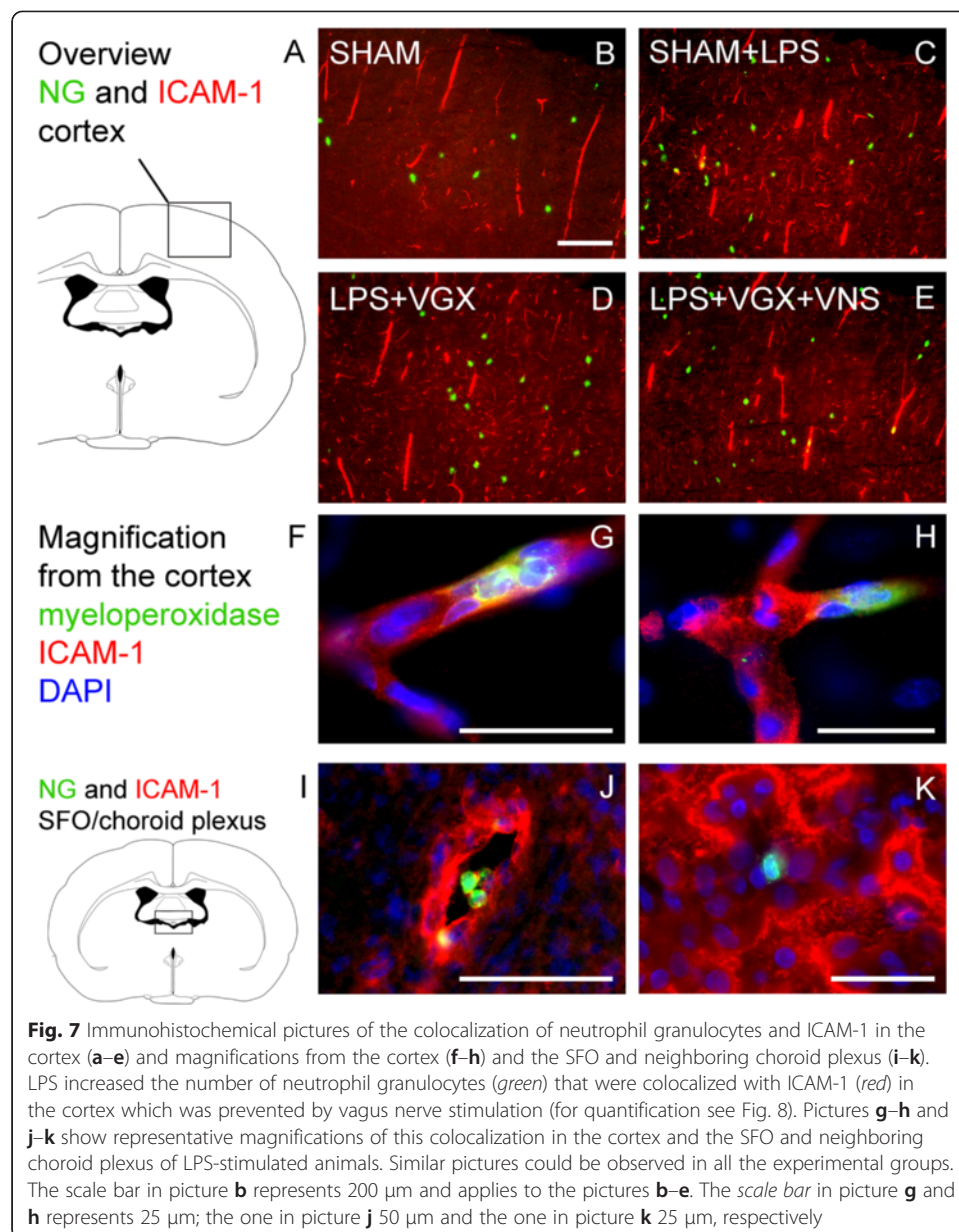 Overview
NG and ICAM-1
cortex
A
SHAM
B
SHAM+LPS
C
LPS+VGX
D
LPS+VGX+VNS
E
Magnification
from the cortex
myeloperoxidase
ICAM-1
DAPI
F
G
H
NG and ICAM-1
SFO/choroid plexus
I
J
K
Fig. 7 Immunohistochemical pictures of the colocalization of neutrophil granulocytes and ICAM-1 in the
cortex (a–e) and magnifications from the cortex (f–h) and the SFO and neighboring choroid plexus (i–k).
LPS increased the number of neutrophil granulocytes (green) that were colocalized with ICAM-1 (red) in
the cortex which was prevented by vagus nerve stimulation (for quantification see Fig. 8). Pictures g–h and
j–k show representative magnifications of this colocalization in the cortex and the SFO and neighboring
choroid plexus of LPS-stimulated animals. Similar pictures could be observed in all the experimental groups.
The scale bar in picture b represents 200 μm and applies to the pictures b–e. The scale bar in picture g and
h represents 25 μm; the one in picture j 50 μm and the one in picture k 25 μm, respectively